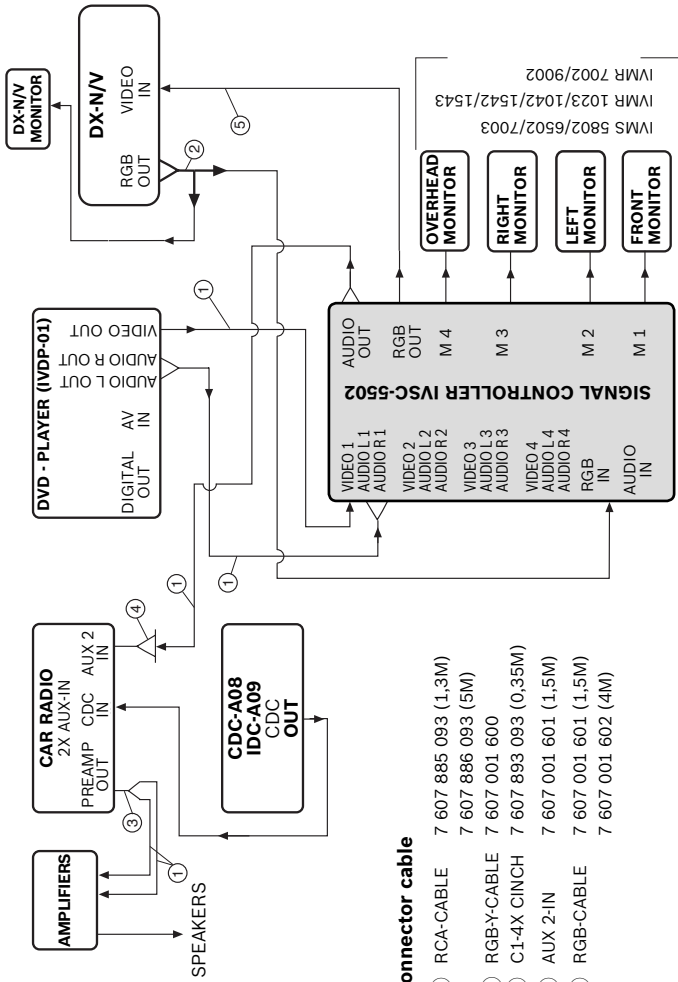 AMPLIFIERS
SPEAKERS
CAR RADIO
2X AUX-IN
PREAMP
OUT
CDC
IN
AUX 2
IN
3
1
4
1
CDC-A08
IDC-A09
CDC
OUT
DVD - PLAYER (IVDP-01)
DIGITAL
OUT
AV
IN
AUDIO L OUT
AUDIO R OUT
VIDEO OUT
1
1
DX-N/V
MONITOR
DX-N/V
RGB
OUT
VIDEO
IN
2
5
SIGNAL CONTROLLER IVSC-5502
VIDEO 1
AUDIO L 1
AUDIO R 1
VIDEO 2
AUDIO L 2
AUDIO R 2
VIDEO 3
AUDIO L 3
AUDIO R 3
VIDEO 4
AUDIO L 4
AUDIO R 4
RGB
IN
AUDIO
IN
AUDIO
OUT
RGB
OUT
M 4
M 3
M 2
M 1
OVERHEAD
MONITOR
RIGHT
MONITOR
LEFT
MONITOR
FRONT
MONITOR
IVMS 5802/6502/7003
IVMR 1023/1042/1542/1543
IVMR 7002/9002
onnector cable
RCA-CABLE 7 607 885 093 (1,3M)
7 607 886 093 (5M)
RGB-Y-CABLE 7 607 001 600
C1-4X CINCH 7 607 893 093 (0,35M)
AUX 2-IN 7 607 001 601 (1,5M)
RGB-CABLE 7 607 001 601 (1,5M)
7 607 001 602 (4M)